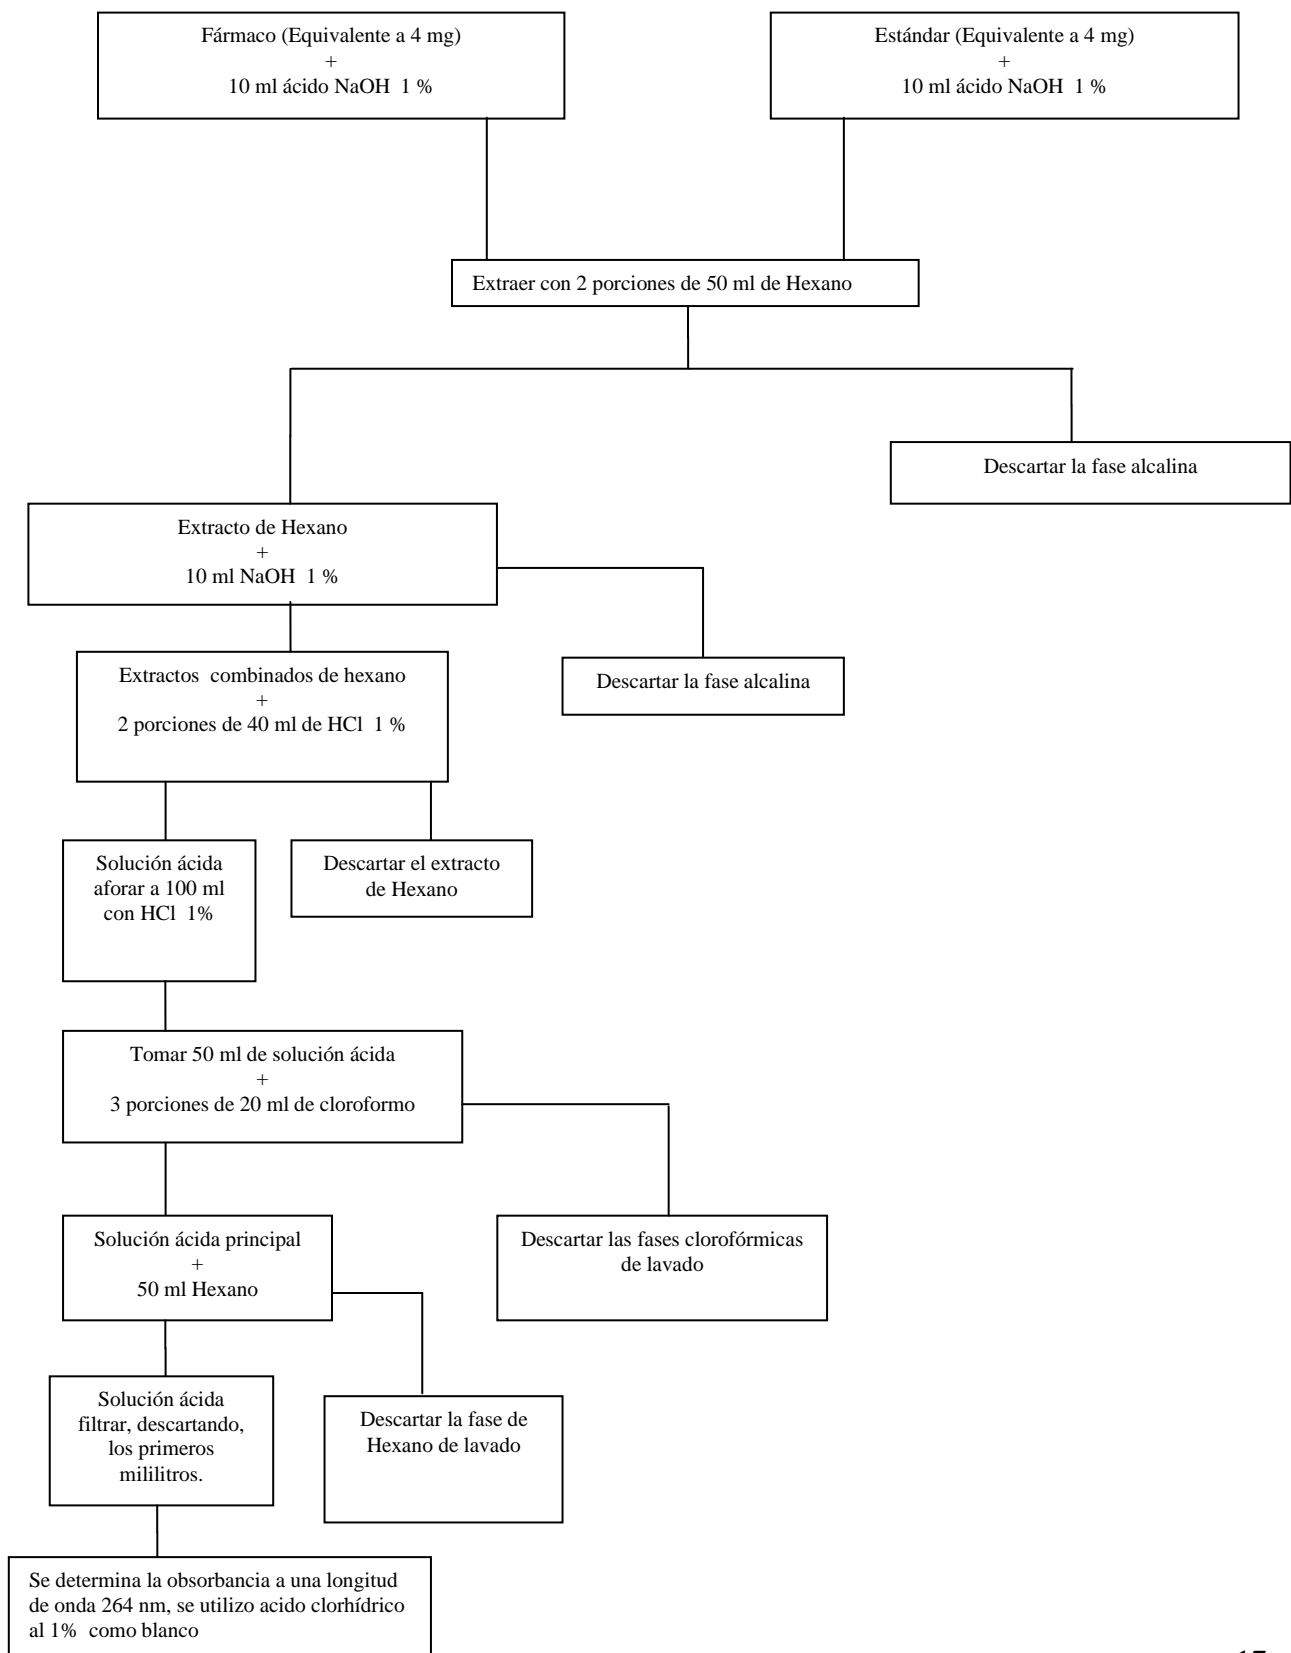 Fármaco (Equivalente a 4 mg)
+
10 ml ácido NaOH 1 %
Estándar (Equivalente a 4 mg)
+
10 ml ácido NaOH 1 %
Extraer con 2 porciones de 50 ml de Hexano
Descartar la fase alcalina
Extracto de Hexano
+
10 ml NaOH 1 %
Extractos combinados de hexano
+
2 porciones de 40 ml de HCl 1 %
Descartar la fase alcalina
Solución ácida
aforar a 100 ml
con HCl 1%
Descartar el extracto
de Hexano
Tomar 50 ml de solución ácida
+
3 porciones de 20 ml de cloroformo
Solución ácida principal
+
50 ml Hexano
Descartar las fases clorofórmicas
de lavado
Solución ácida
filtrar, descartando,
los primeros
mililitros.
Descartar la fase de
Hexano de lavado
Se determina la obsorbancia a una longitud
de onda 264 nm, se utilizo acido clorhídrico
al 1% como blanco